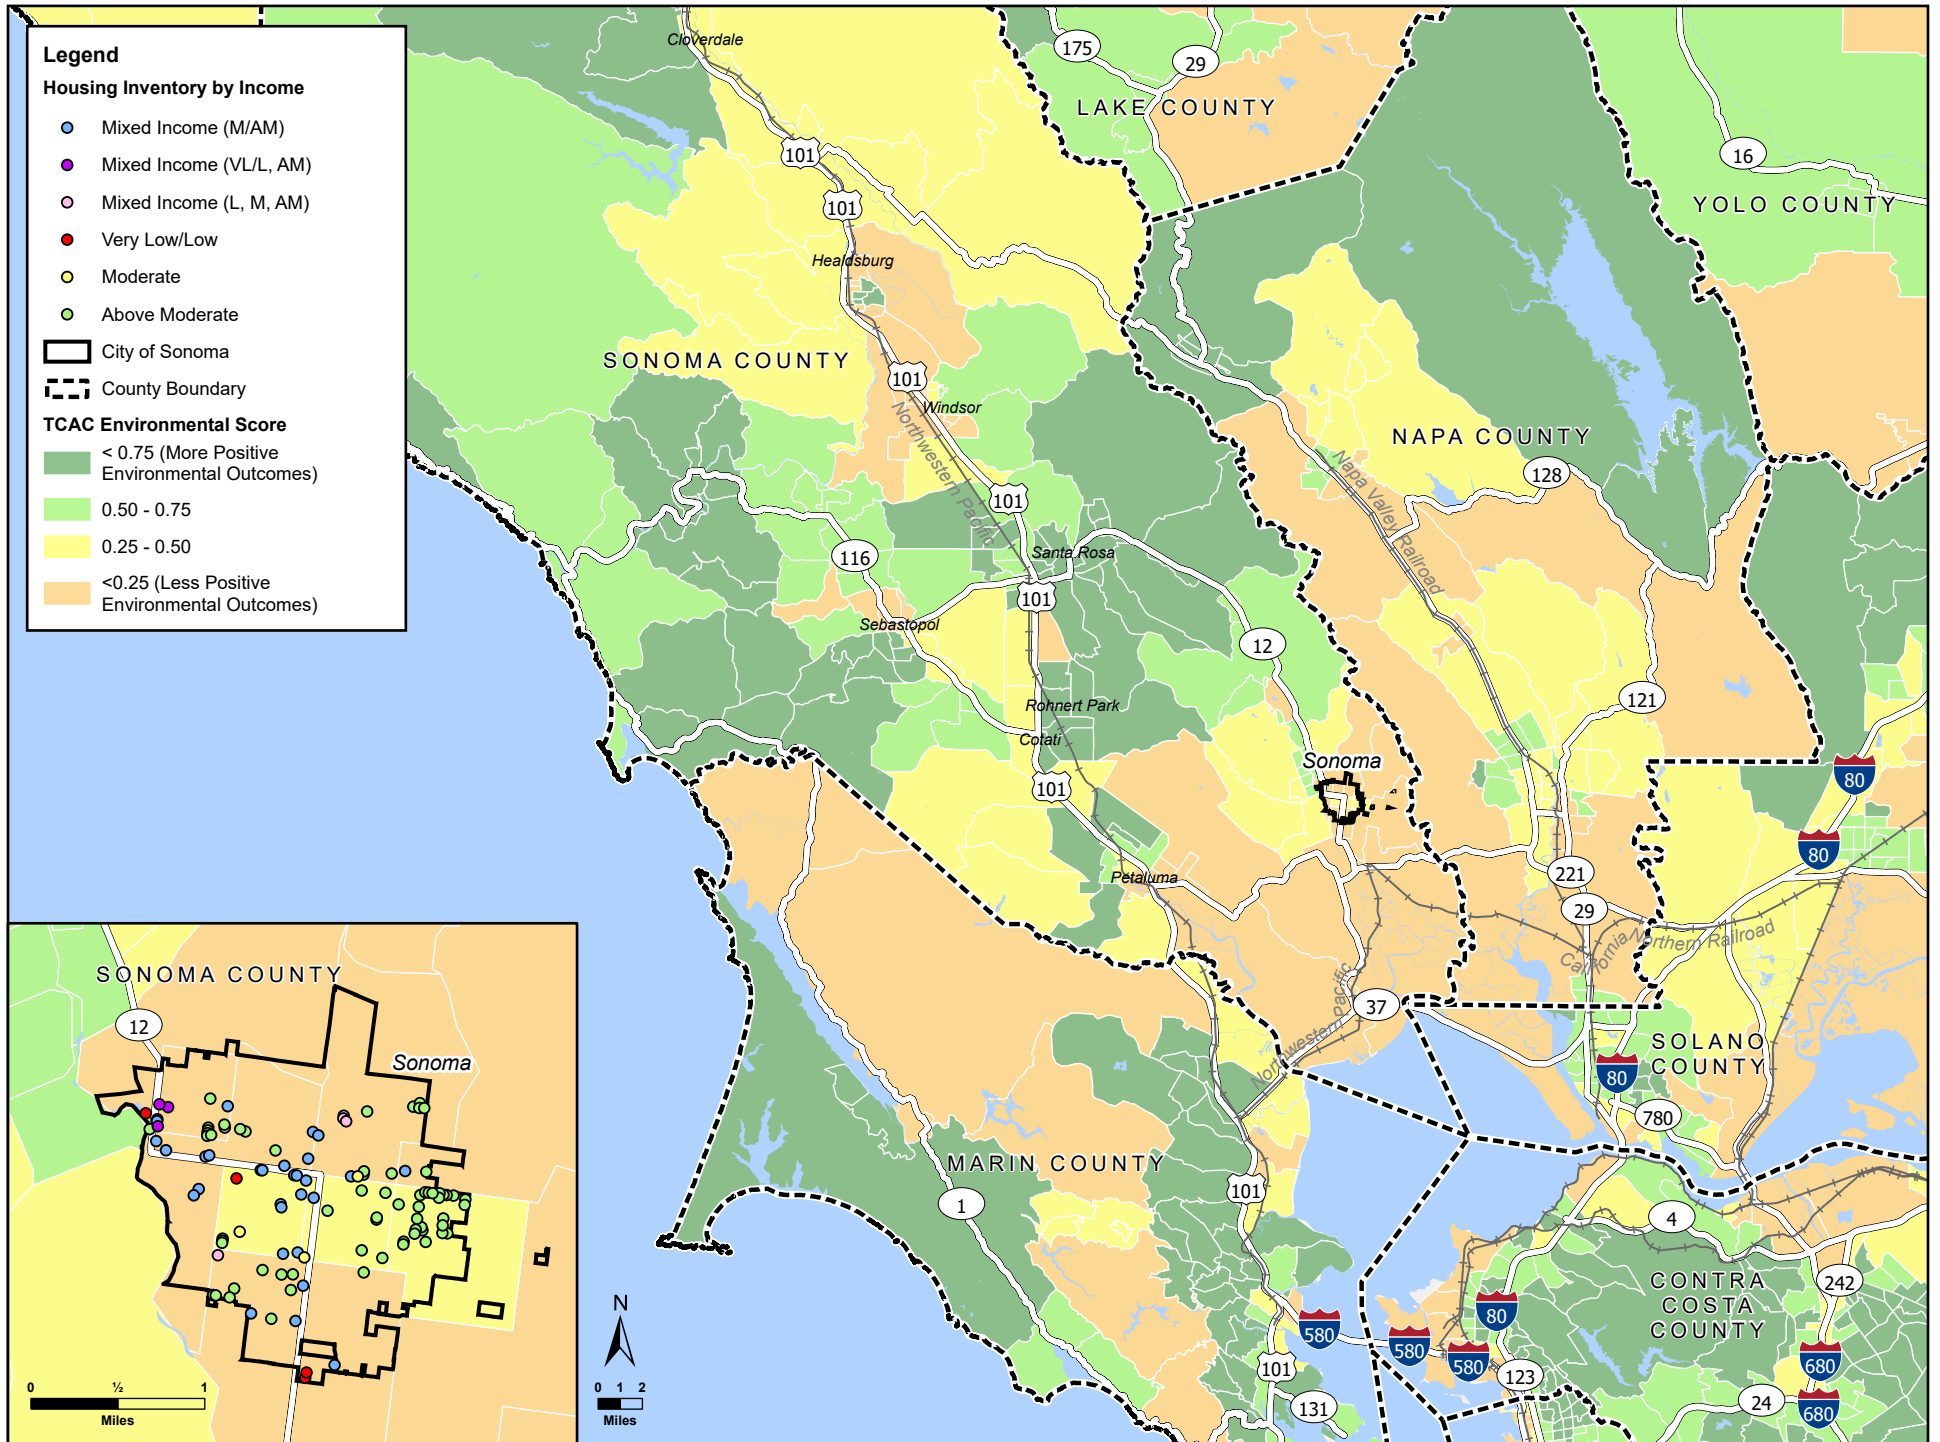 Legend
Housing Inventory by Income
Mixed Income (M/AM)
Mixed Income (VL/L, AM)
Mixed Income (L, M, AM)
Very Low/Low
Moderate
Above Moderate
City of Sonoma
County Boundary
TCAC Environmental Score
< 0.75 (More Positive
Environmental Outcomes)
0.50 - 0.75
0.25 - 0.50
<0.25 (Less Positive
Environmental Outcomes)
Cloverdale
175
29
LAKE COUNTY
16
YOLO COUNTY
101
101
Healdsburg
SONOMA COUNTY
101
Windsor
Northwestern Pacific
NAPA COUNTY
Napa Valley Railroad
128
101
116
Santa Rosa
101
Sebastopol
12
121
Rohnert Park
Cotati
101
Sonoma
80
80
Petaluma
221
29
California Northern Railroad
Northwestern Pacific
37
SOLANO
COUNTY
80
780
MARIN COUNTY
1
101
4
CONTRA
COSTA
COUNTY
242
80
580
580
580
101
123
131
680
24
680
SONOMA COUNTY
12
Sonoma
0
½
1
Miles
N
0
1
2
Miles